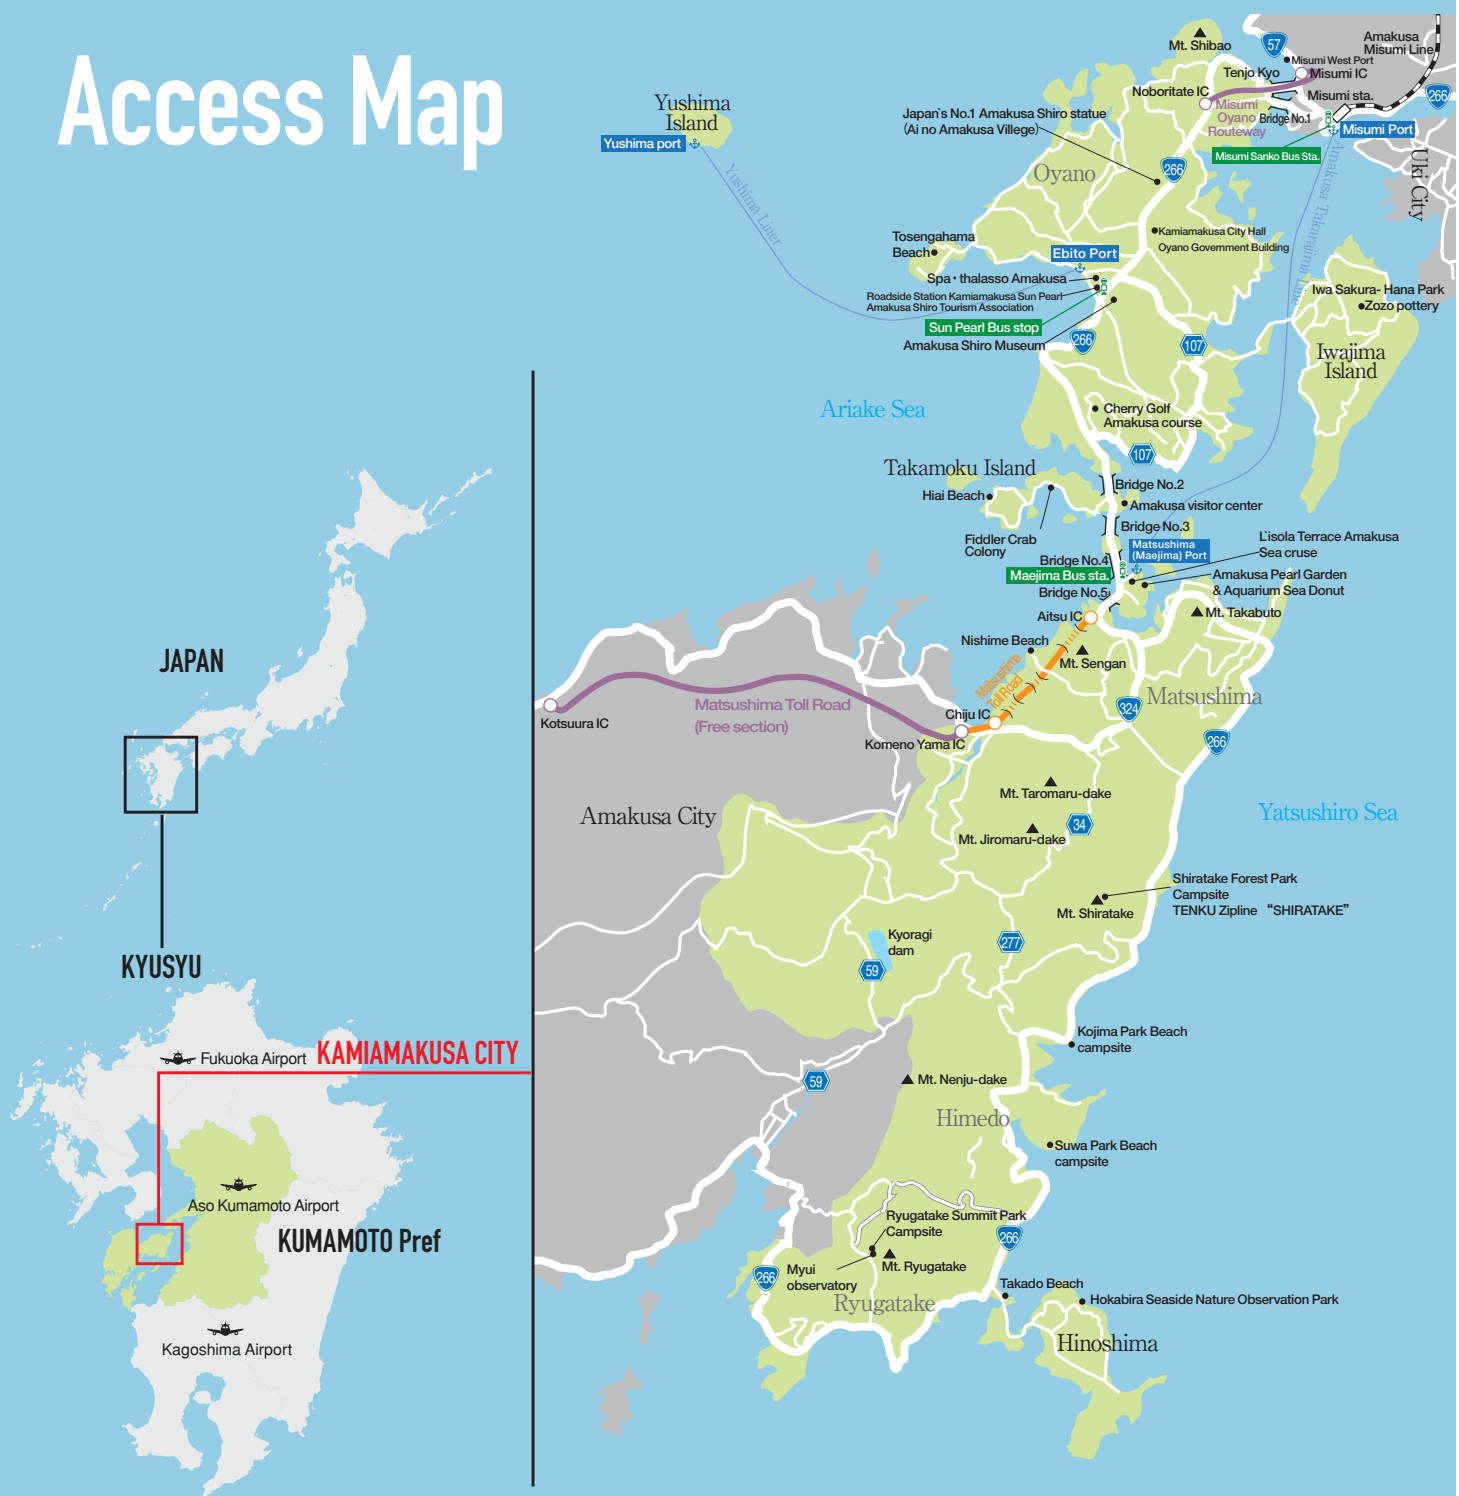 Access Map
Mt. Shibao
57
Amakusa
Misumi Line
Misumi West Port
Tenjo Kyo
Misumi IC
Noboritate IC
Misumi sta.
266
Yushima
Island
Yushima port
Japan`s No.1 Amakusa Shiro statue
(Ai no Amakusa Villege)
Misumi
Oyano
Routeway
Bridge No.1
Misumi Port
Misumi Sanko Bus Sta.
Uki City
Yushima Liner
Amakusa Takarajima Line
Oyano
266
Tosengahama
Beach
Kamiamakusa City Hall
Oyano Government Building
Ebito Port
Spa・thalasso Amakusa
Roadside Station Kamiamakusa Sun Pearl
Amakusa Shiro Tourism Association
Sun Pearl Bus stop
Amakusa Shiro Museum
266
107
Iwa Sakura- Hana Park
Zozo pottery
Iwajima
Island
Ariake Sea
Cherry Golf
Amakusa course
107
Takamoku Island
Hiai Beach
Bridge No.2
Amakusa visitor center
Fiddler Crab
Colony
Bridge No.3
Matsushima
(Maejima) Port
L`isola Terrace Amakusa
Sea cruse
Bridge No.4
Maejima Bus sta.
Amakusa Pearl Garden
& Aquarium Sea Donut
Bridge No.5
Aitsu IC
Mt. Takabuto
Nishime Beach
Mt. Sengan
Matsushima
Toll Road
Matsushima
324
Matsushima Toll Road
(Free section)
Kotsuura IC
Chiju IC
Komeno Yama IC
266
Mt. Taromaru-dake
34
Mt. Jiromaru-dake
Amakusa City
Yatsushiro Sea
Shiratake Forest Park
Campsite
TENKU Zipline “SHIRATAKE”
Mt. Shiratake
Kyoragi
dam
59
277
Kojima Park Beach
campsite
59
Mt. Nenju-dake
Himedo
Suwa Park Beach
campsite
Ryugatake Summit Park
Campsite
266
Myui
observatory
Mt. Ryugatake
266
Ryugatake
Takado Beach
Hokabira Seaside Nature Observation Park
Hinoshima
JAPAN
KYUSYU
Fukuoka Airport
KAMIAMAKUSA CITY
Aso Kumamoto Airport
KUMAMOTO Pref
Kagoshima Airport